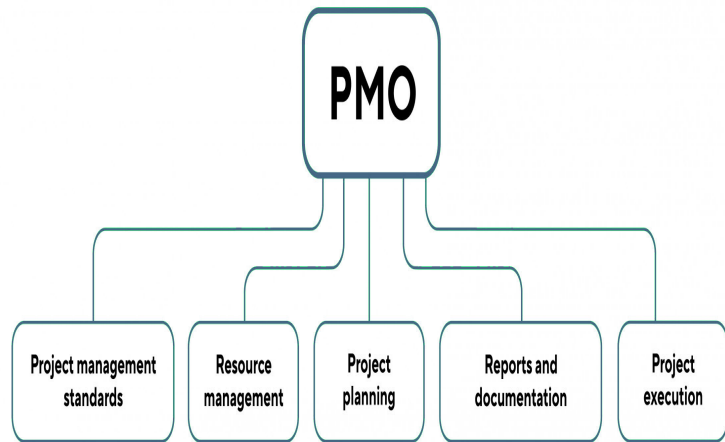 PMO
Project management
standards
Resource
management
Project
planning
Reports and
documentation
Project
execution